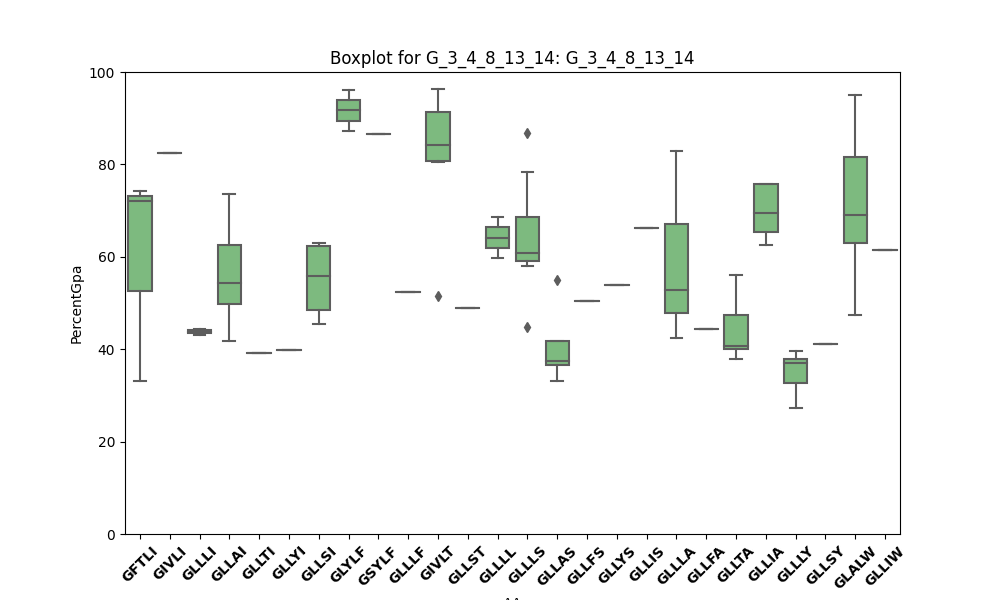 Boxplot for G_3_4_8_13_14: G_3_4_8_13_14
100
80
60
40
20
0
PercentGpa
GFTLI
GIVLI
GLLLI
GLLAI
GLLTI
GLLYI
GLLSI
GLYLF
GSYLF
GLLLF
GIVLT
GLLST
GLLLL
GLLLS
GLLAS
GLLFS
GLLYS
GLLIS
GLLLA
GLLFA
GLLTA
GLLIA
GLLLY
GLLSY
GLALW
GLLIW